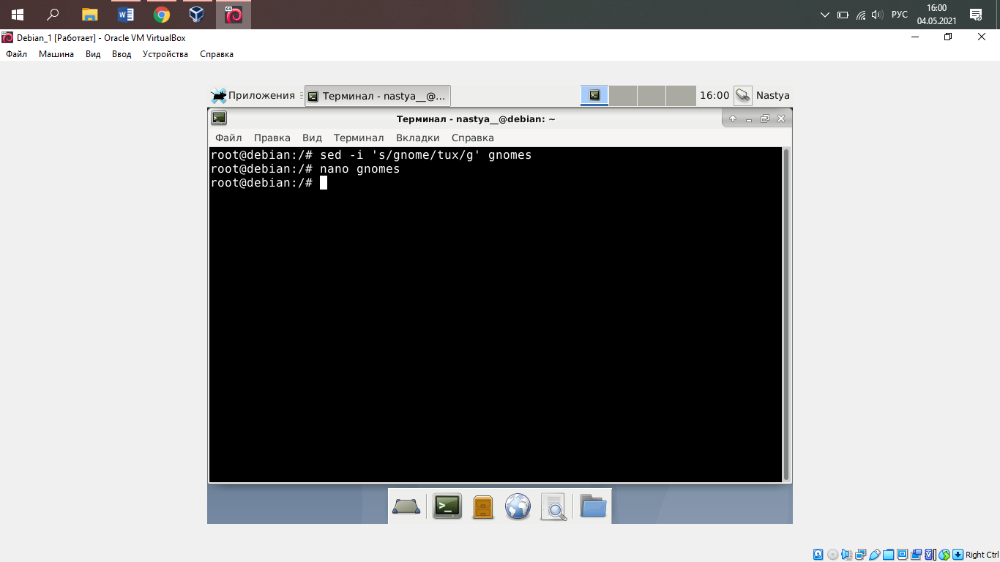 16:00
РУС
04.05.2021
Debian_1 [Работает] - Oracle VM VirtualBox
Файл Машина Вид Ввод Устройства Справка
Приложения Терминал - nastya__@... 16:00 Nastya
Терминал - nastya__@debian: ~
Файл Правка Вид Терминал Вкладки Справка
root@debian:/# sed -i 's/gnome/tux/g' gnomes
root@debian:/# nano gnomes
root@debian:/#
Right Ctrl